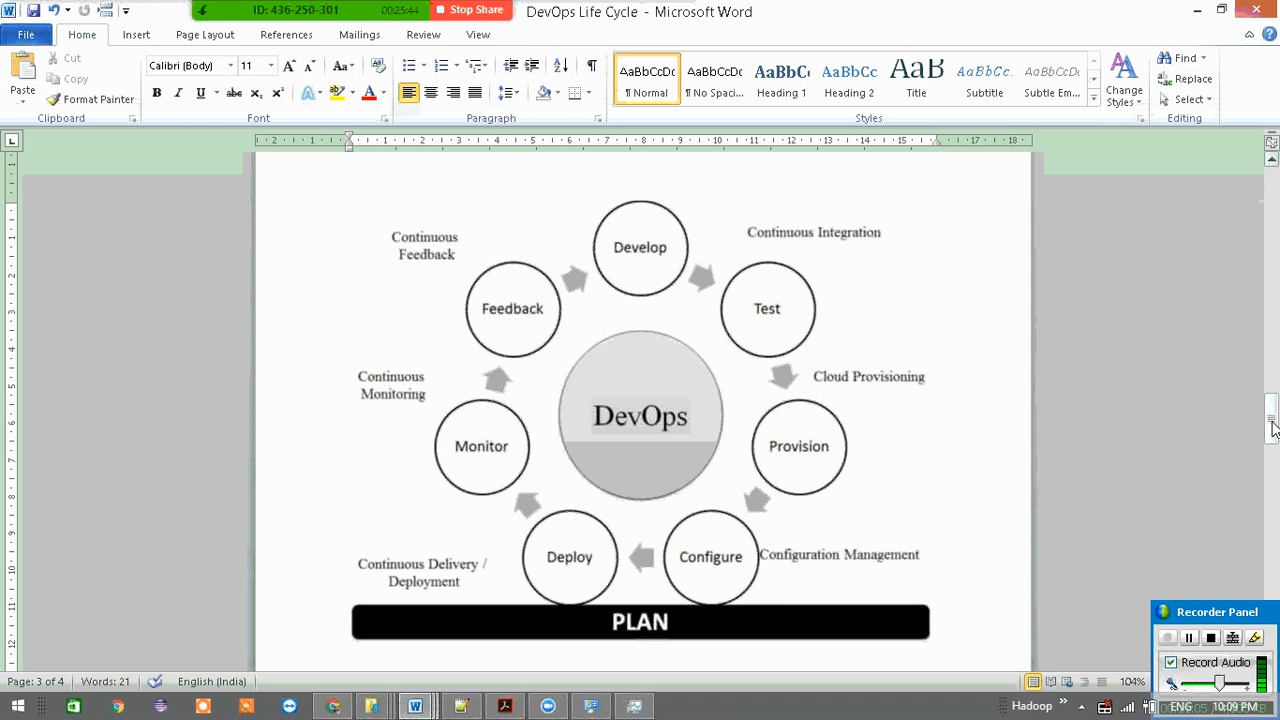 ID: 436-250-301
00:25:44
Stop Share
DevOps Life Cycle - Microsoft Word
File
Home
Insert
Page Layout
References
Mailings
Review
View
Paste
Cut
Copy
Format Painter
Clipboard
Calibri (Body)
11
Font
Paragraph
AaBbCcDc
¶ Normal
AaBbCcDc
¶ No Spaci...
AaBbCc
Heading 1
AaBbCc
Heading 2
AaB
Title
AaBbCc.
Subtitle
AaBbCcDc
Subtle Em...
Styles
Change
Styles
Find
Replace
Select
Editing
Develop
Continuous Integration
Continuous
Feedback
Feedback
Test
Continuous
Monitoring
Cloud Provisioning
DevOps
Monitor
Provision
Deploy
Configure
Configuration Management
Continuous Delivery /
Deployment
PLAN
Recorder Panel
Record Audio
Page: 3 of 4
Words: 21
English (India)
104%
Hadoop
ENG
10:09 PM